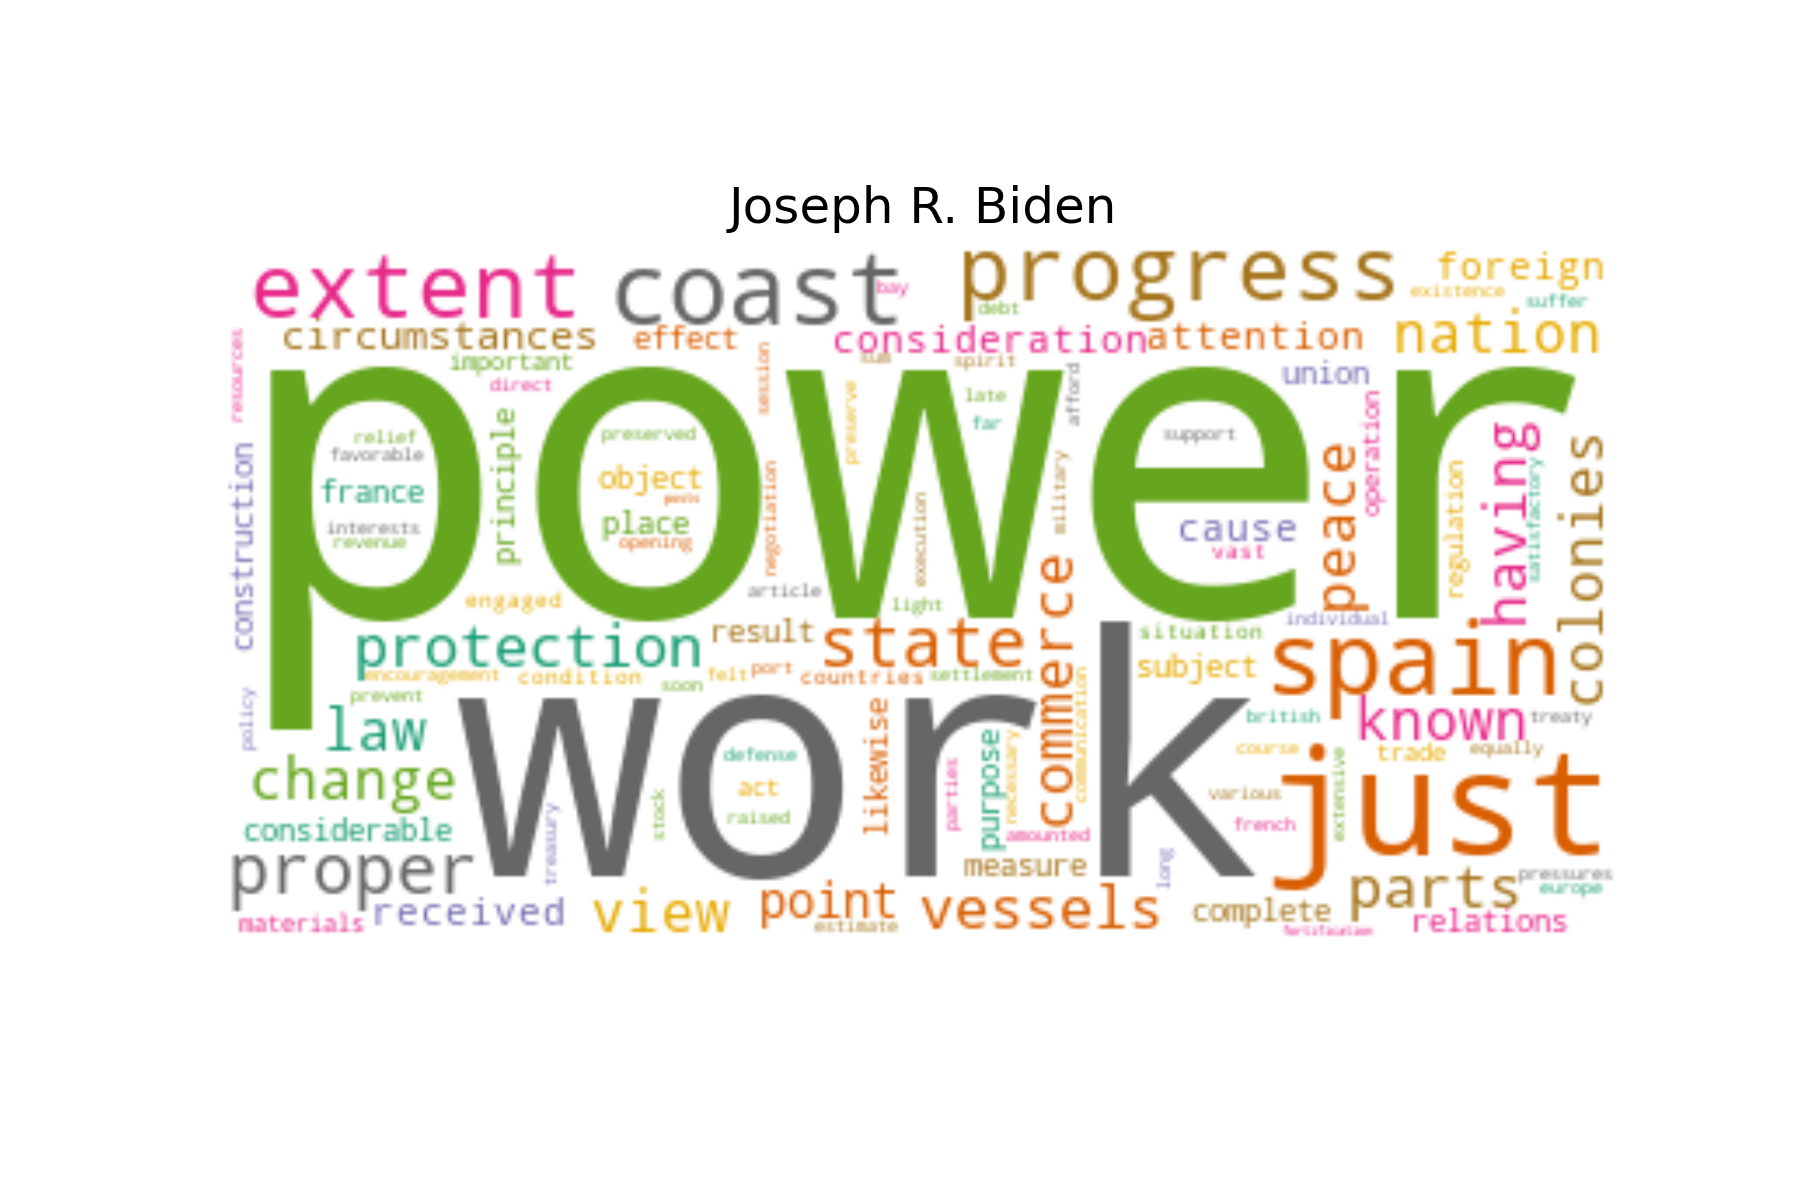 Joseph R. Biden
extent
coast
bay
progress
debt
foreign
existence
suffer
circumstances
effect
consideration
attention
nation
resources
important
direct
session
sum
spirit
preserve
late
far
afford
union
operation
power
relief
favorable
france
interests
revenue
principle
preserved
object
posts
place
opening
negotiation
execution
military
support
cause
vast
peace
regulation
having
satisfactory
colonies
construction
engaged
article
light
commerce
individual
protection
result
state
situation
subject
spain
encouragement
condition
felt
port
countries
settlement
soon
prevent
policy
law
work
likewise
communication
british
known
treaty
change
defense
act
raised
stock
treasury
parties
purpose
necessary
amounted
course
trade
equally
various
french
extensive
just
considerable
proper
measure
long
parts
pressures
europe
materials
received
view
point
estimate
vessels
complete
fortification
relations